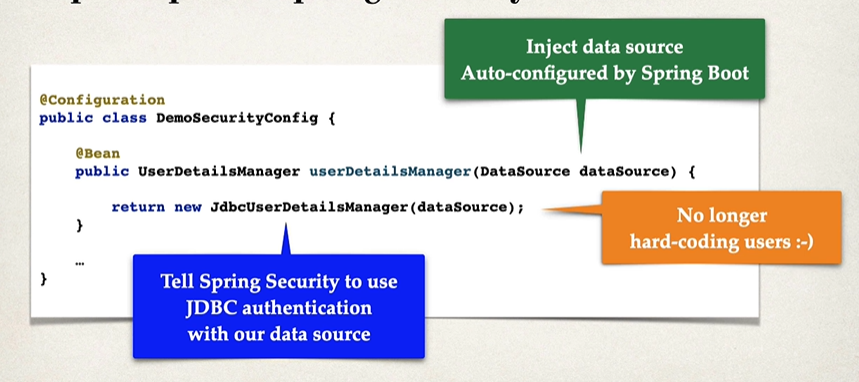 Inject data source
Auto-configured by Spring Boot
@Configuration
public class DemoSecurityConfig {
@Bean
public UserDetailsManager userDetailsManager(DataSource dataSource) {
return new JdbcUserDetailsManager(dataSource);
}
No longer
hard-coding users :-)
…
Tell Spring Security to use
JDBC authentication
with our data source
}